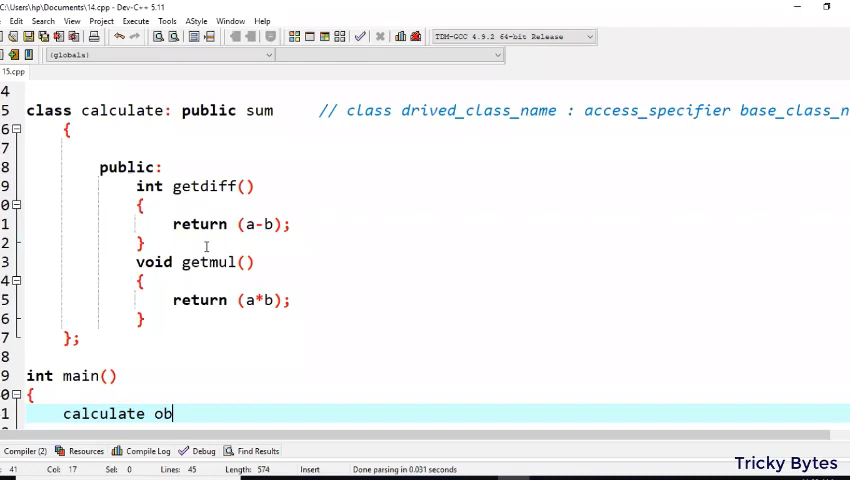 C:\Users\hp\Documents\14.cpp - Dev-C++ 5.11
Edit Search View Project Execute Tools AStyle Window Help
TDM-GCC 4.9.2 64-bit Release
(globals)
15.cpp
4
5 class calculate: public sum // class drived_class_name : access_specifier base_class_n
6 {
7
8 public:
9 int getdiff()
0 {
1 return (a-b);
2 }
3 void getmul()
4 {
5 return (a*b);
6 }
7 };
8
9 int main()
0 {
1 calculate ob
Compiler (2) Resources Compile Log Debug Find Results
41 Col: 17 Sel: 0 Lines: 45 Length: 574 Insert Done parsing in 0.031 seconds
Tricky Bytes